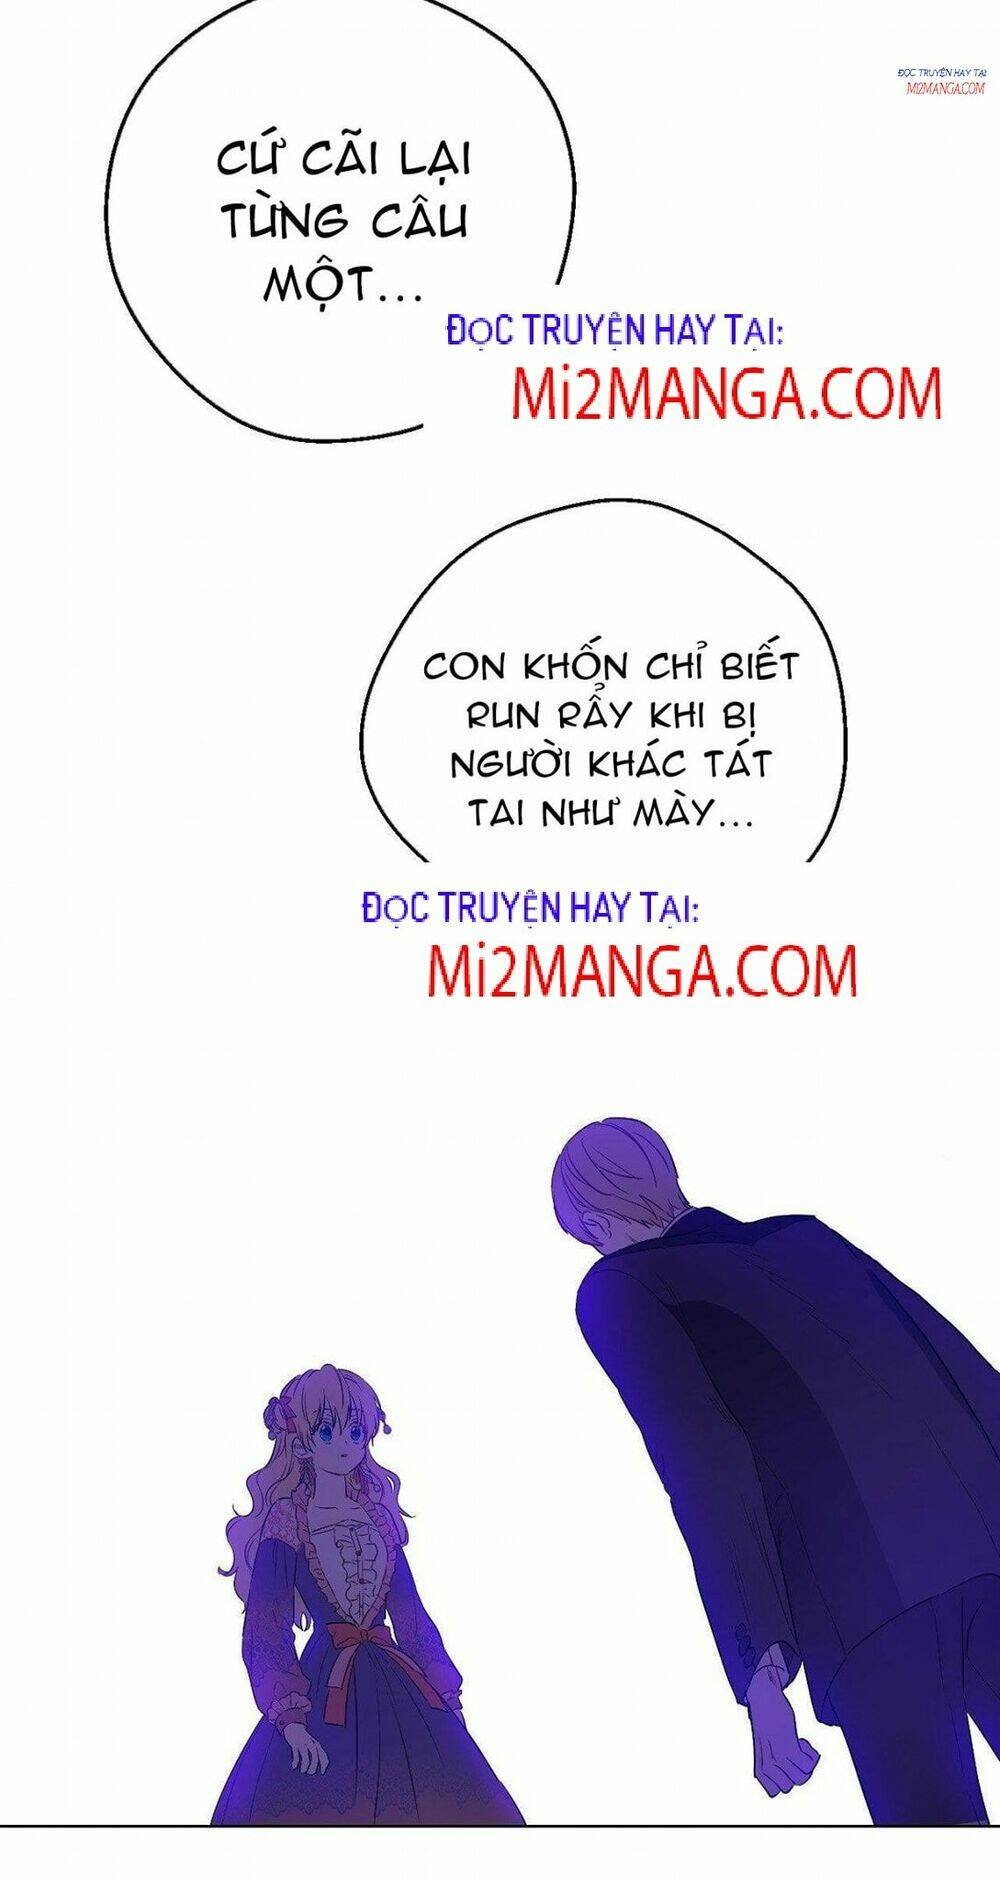 ĐỌC TRUYỆN HAY TẠI:
MI2MANGA.COM
CỨ CÃI LẠI
TỪNG CÂU
MỘT...
ĐỌC TRUYỆN HAY TẠI:
Mi2MANGA.COM
CON KHỐN CHỈ BIẾT
RUN RẨY KHI BỊ
NGƯỜI KHÁC TÁT
TAI NHƯ MÀY...
ĐỌC TRUYỆN HAY TẠI:
Mi2MANGA.COM